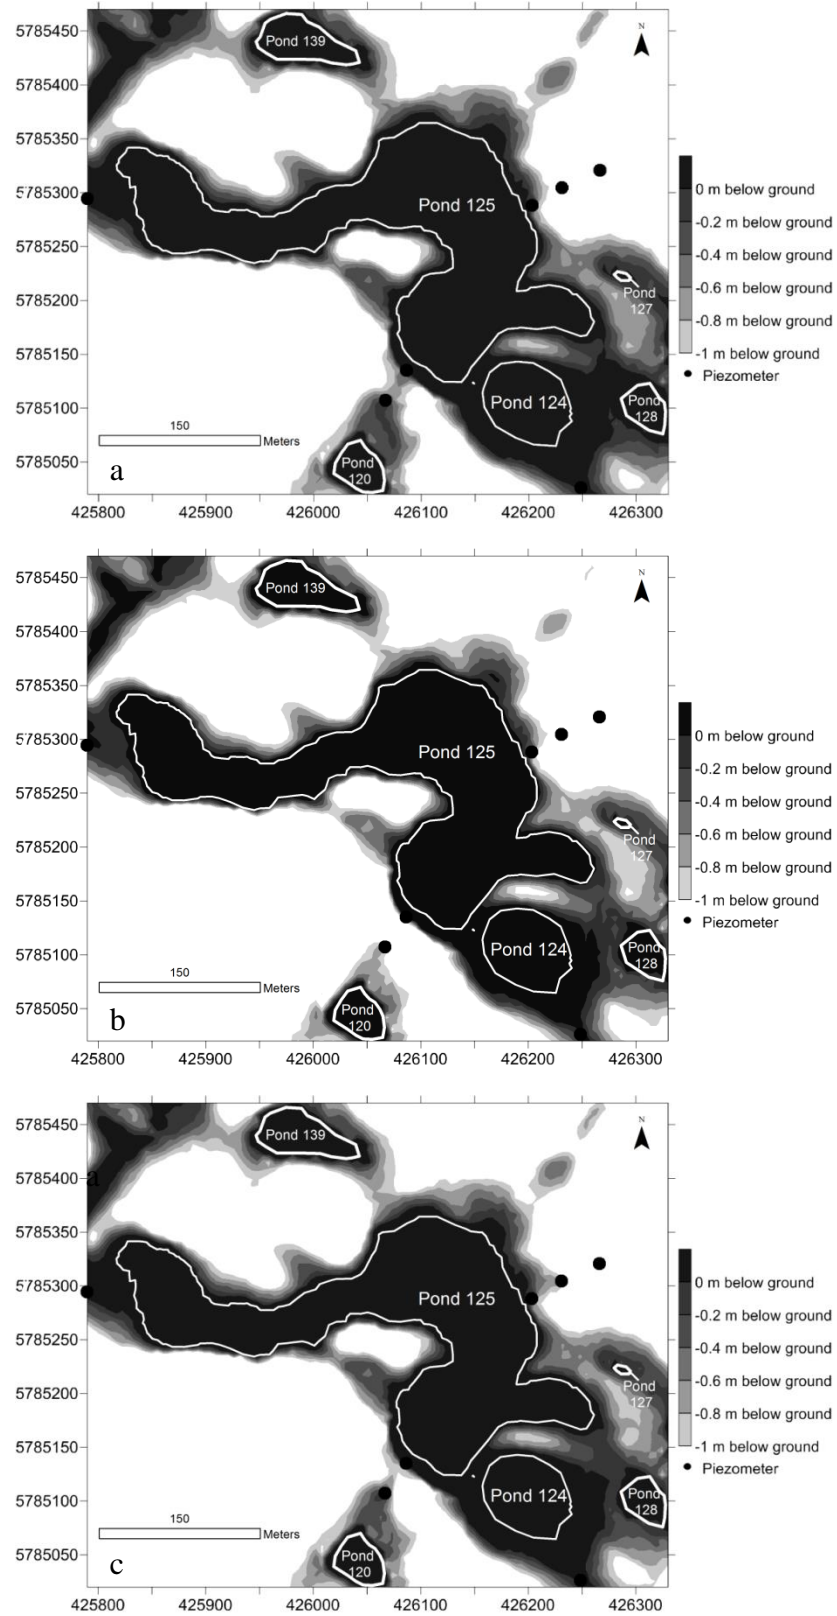 5785450
5785400
5785350
5785300
5785250
5785200
5785150
5785100
5785050
425800 425900 426000 426100 426200 426300
Pond 139
Pond 125
Pond
127
Pond 124
Pond
128
Pond
120
150
Meters
a
N
0 m below ground
-0.2 m below ground
-0.4 m below ground
-0.6 m below ground
-0.8 m below ground
-1 m below ground
Piezometer
5785450
5785400
5785350
5785300
5785250
5785200
5785150
5785100
5785050
425800 425900 426000 426100 426200 426300
Pond 139
Pond 125
Pond
127
Pond 124
Pond
128
Pond
120
150
Meters
b
N
0 m below ground
-0.2 m below ground
-0.4 m below ground
-0.6 m below ground
-0.8 m below ground
-1 m below ground
Piezometer
5785450
5785400
5785350
5785300
5785250
5785200
5785150
5785100
5785050
425800 425900 426000 426100 426200 426300
a
Pond 139
Pond 125
Pond
127
Pond 124
Pond
128
Pond
120
150
Meters
c
N
0 m below ground
-0.2 m below ground
-0.4 m below ground
-0.6 m below ground
-0.8 m below ground
-1 m below ground
Piezometer